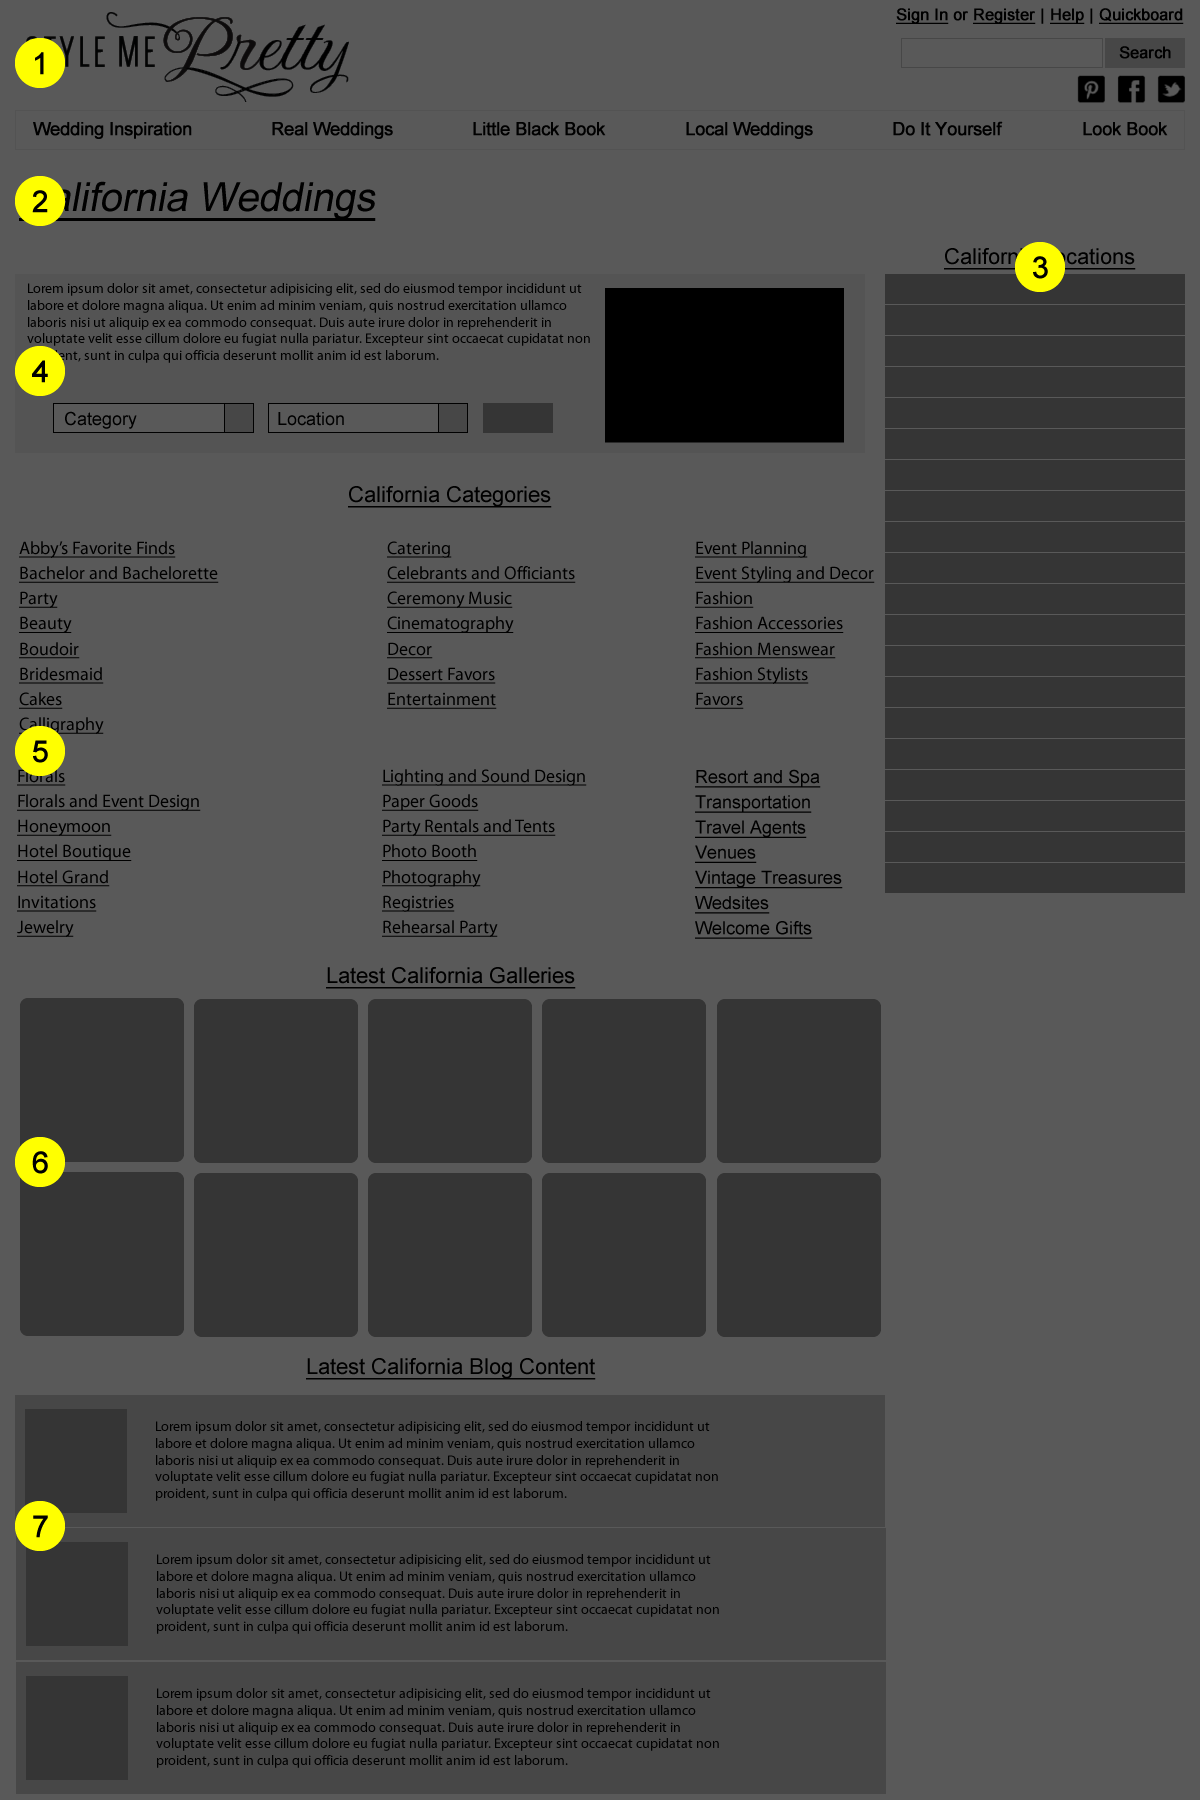 Sign In or Register | Help | Quickboard
1
STYLE ME Pretty
Search
Wedding Inspiration Real Weddings Little Black Book Local Weddings Do It Yourself Look Book
2
California Weddings
California Locations
3
Lorem ipsum dolor sit amet, consectetur adipisicing elit, sed do eiusmod tempor incididunt ut
labore et dolore magna aliqua. Ut enim ad minim veniam, quis nostrud exercitation ullamco
laboris nisi ut aliquip ex ea commodo consequat. Duis aute irure dolor in reprehenderit in
voluptate velit esse cillum dolore eu fugiat nulla pariatur. Excepteur sint occaecat cupidatat non
proident, sunt in culpa qui officia deserunt mollit anim id est laborum.
4
Category Location
California Categories
Abby's Favorite Finds
Bachelor and Bachelorette
Party
Beauty
Boudoir
Bridesmaid
Cakes
Calligraphy
Catering
Celebrants and Officiants
Ceremony Music
Cinematography
Decor
Dessert Favors
Entertainment
Event Planning
Event Styling and Decor
Fashion
Fashion Accessories
Fashion Menswear
Fashion Stylists
Favors
5
Florals
Florals and Event Design
Honeymoon
Hotel Boutique
Hotel Grand
Invitations
Jewelry
Lighting and Sound Design
Paper Goods
Party Rentals and Tents
Photo Booth
Photography
Registries
Rehearsal Party
Resort and Spa
Transportation
Travel Agents
Venues
Vintage Treasures
Wedsites
Welcome Gifts
Latest California Galleries
6
Latest California Blog Content
Lorem ipsum dolor sit amet, consectetur adipisicing elit, sed do eiusmod tempor incididunt ut
labore et dolore magna aliqua. Ut enim ad minim veniam, quis nostrud exercitation ullamco
laboris nisi ut aliquip ex ea commodo consequat. Duis aute irure dolor in reprehenderit in
voluptate velit esse cillum dolore eu fugiat nulla pariatur. Excepteur sint occaecat cupidatat non
proident, sunt in culpa qui officia deserunt mollit anim id est laborum.
7
Lorem ipsum dolor sit amet, consectetur adipisicing elit, sed do eiusmod tempor incididunt ut
labore et dolore magna aliqua. Ut enim ad minim veniam, quis nostrud exercitation ullamco
laboris nisi ut aliquip ex ea commodo consequat. Duis aute irure dolor in reprehenderit in
voluptate velit esse cillum dolore eu fugiat nulla pariatur. Excepteur sint occaecat cupidatat non
proident, sunt in culpa qui officia deserunt mollit anim id est laborum.
Lorem ipsum dolor sit amet, consectetur adipisicing elit, sed do eiusmod tempor incididunt ut
labore et dolore magna aliqua. Ut enim ad minim veniam, quis nostrud exercitation ullamco
laboris nisi ut aliquip ex ea commodo consequat. Duis aute irure dolor in reprehenderit in
voluptate velit esse cillum dolore eu fugiat nulla pariatur. Excepteur sint occaecat cupidatat non
proident, sunt in culpa qui officia deserunt mollit anim id est laborum.